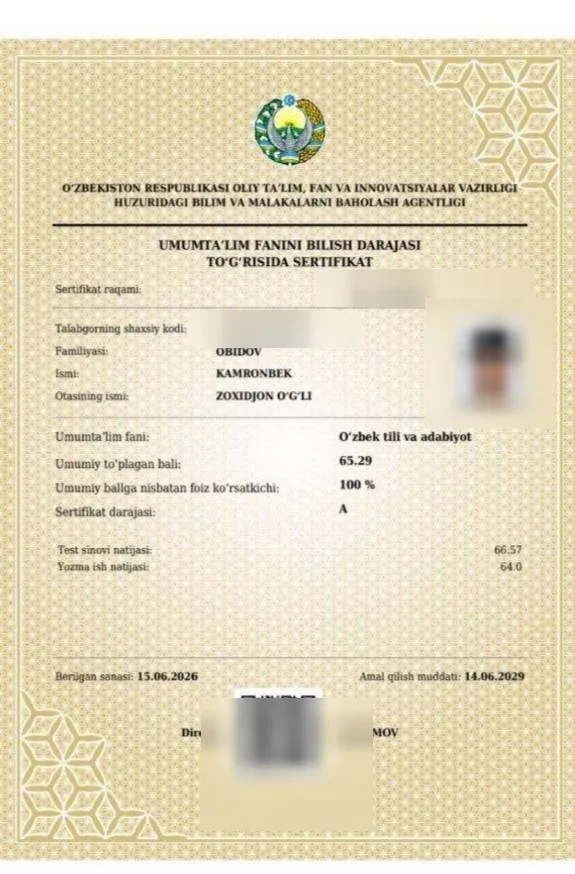 O‘ZBEKISTON RESPUBLIKASI OLIY TA’LIM, FAN VA INNOVATSIYALAR VAZIRLIGI
HUZURIDAGI BILIM VA MALAKALARNI BAHOLASH AGENTLIGI
UMUMTA’LIM FANINI BILISH DARAJASI
TO‘G‘RISIDA SERTIFIKAT
Sertifikat raqami:
Talabgorning shaxsiy kodi:
Familiyasi: OBIDOV
Ismi: KAMRONBEK
Otasining ismi: ZOXIDJON O‘G‘LI
Umumta’lim fani: O‘zbek tili va adabiyot
Umumiy to‘plagan bali: 65.29
Umumiy ballga nisbatan foiz ko‘rsatkichi: 100 %
Sertifikat darajasi: A
Test sinovi natijasi: 66.57
Yozma ish natijasi: 64.0
Berilgan sanasi: 15.06.2026 Amal qilish muddati: 14.06.2029